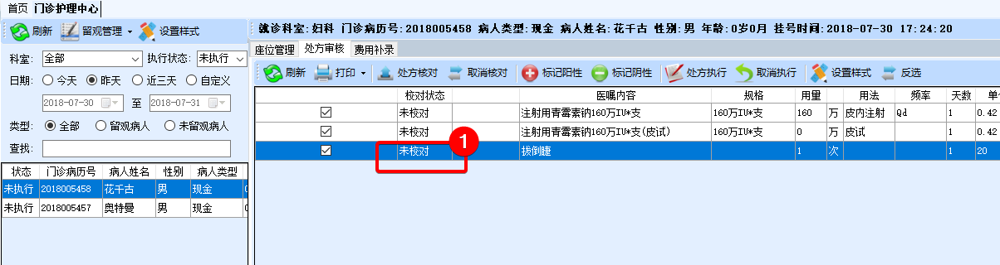 首页 门诊护理中心
刷新 留观管理 设置样式
科室: 全部 执行状态: 未执行
日期: 今天 昨天 近三天 自定义
2018-07-30 至 2018-07-31
类型: 全部 留观病人 未留观病人
查找:
状态 门诊病历号 病人姓名 性别 病人类型
未执行 2018005458 花千古 男 现金
未执行 2018005457 奥特曼 男 现金
就诊科室:妇科 门诊病历号:2018005458 病人类型:现金 病人姓名:花千古 性别:男 年龄:0岁0月 挂号时间:2018-07-30 17:24:20
座位管理 处方审核 费用补录
刷新 打印 处方核对 取消核对 标记阳性 标记阴性 处方执行 取消执行 设置样式 反选
校对状态 医嘱内容 规格 用量 用法 频率 天数 单
未校对 注射用青霉素钠160万IU*支 160万IU*支 160 万 皮内注射 Qd 1 0.42
未校对 注射用青霉素钠160万IU*支(皮试) 160万IU*支 0 万 皮试 1 0.42
未校对 拔倒睫 1 次 1 20
1